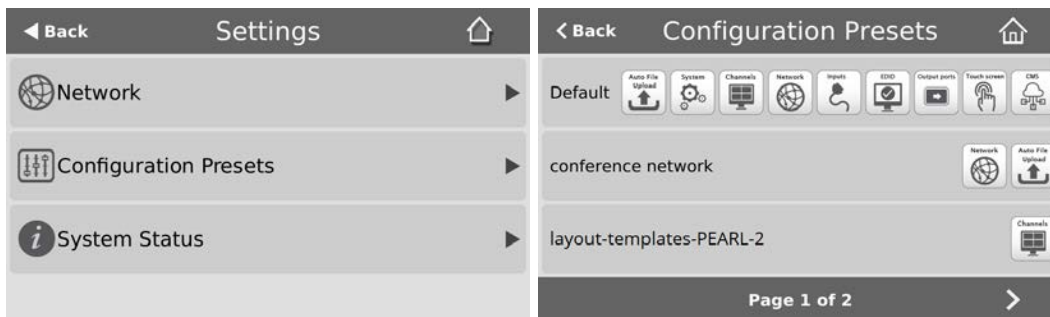 Back Settings
Network
Configuration Presets
i System Status
Back Configuration Presets
Default Auto File Upload System Channels Network Inputs EDID Output ports Touch screen CMS
conference network Network Auto File Upload
layout-templates-PEARL-2 Channels
Page 1 of 2